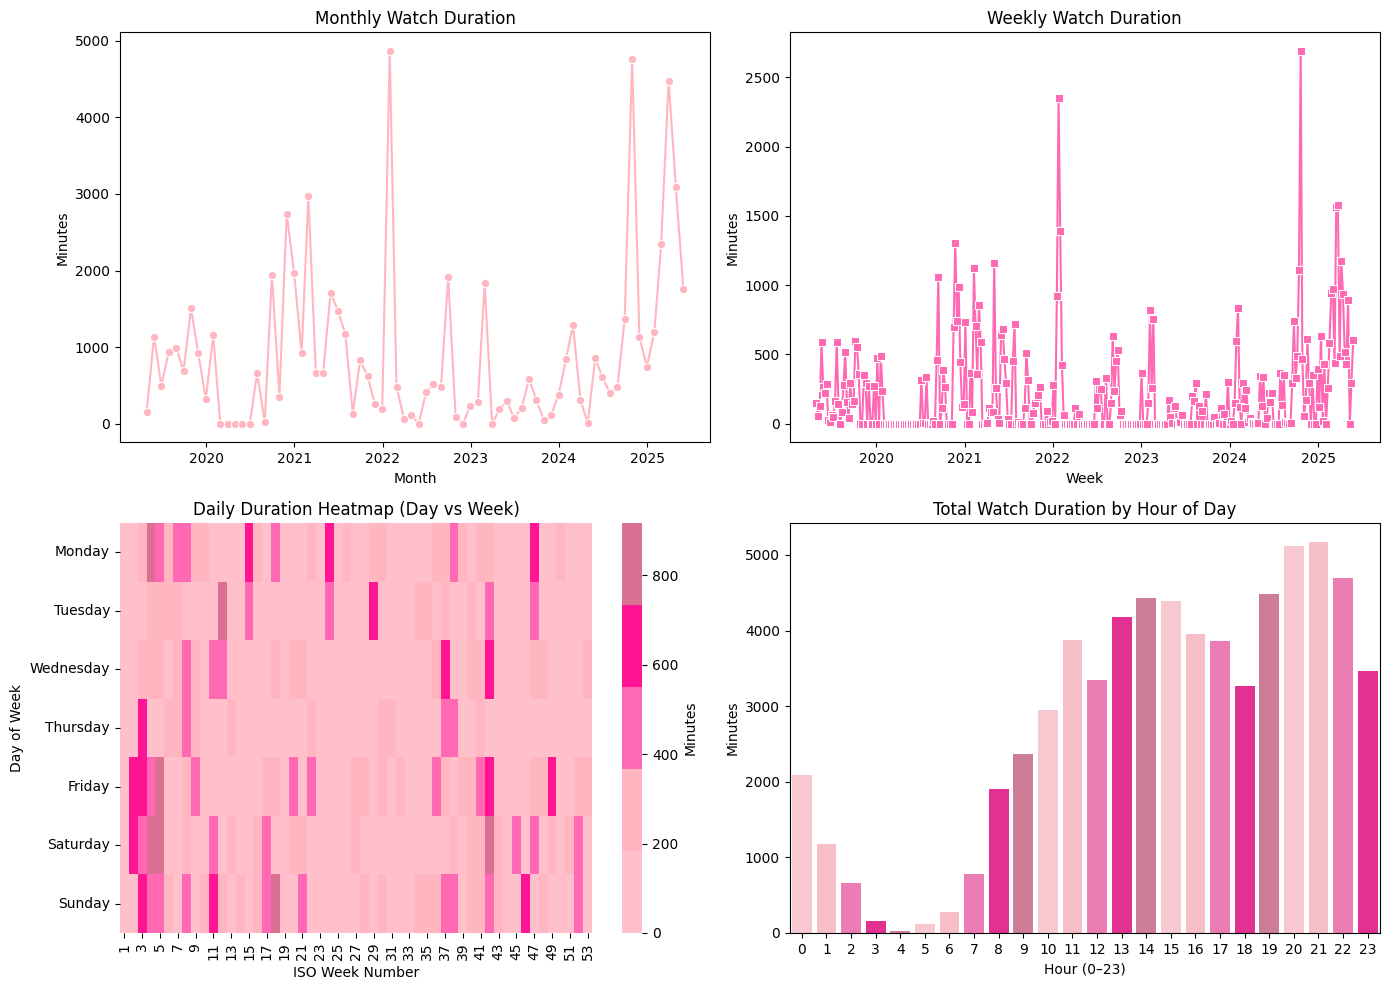 Monthly Watch Duration
Minutes
5000
4000
3000
2000
1000
0
2020 2021 2022 2023 2024 2025
Month
Weekly Watch Duration
Minutes
2500
2000
1500
1000
500
0
2020 2021 2022 2023 2024 2025
Week
Daily Duration Heatmap (Day vs Week)
Day of Week
Monday
Tuesday
Wednesday
Thursday
Friday
Saturday
Sunday
1 3 5 7 9 11 13 15 17 19 21 23 25 27 29 31 33 35 37 39 41 43 45 47 49 51 53
ISO Week Number
800
600
400
200
0
Minutes
Total Watch Duration by Hour of Day
Minutes
5000
4000
3000
2000
1000
0
0 1 2 3 4 5 6 7 8 9 10 11 12 13 14 15 16 17 18 19 20 21 22 23
Hour (0–23)